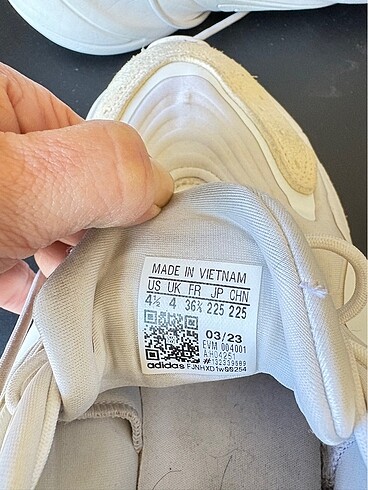 MADE IN VIETNAM
US UK FR JP CHN
4½ 4 36⅔ 225 225
03/23
EVM 004001
adidas FJNHXD1w00254